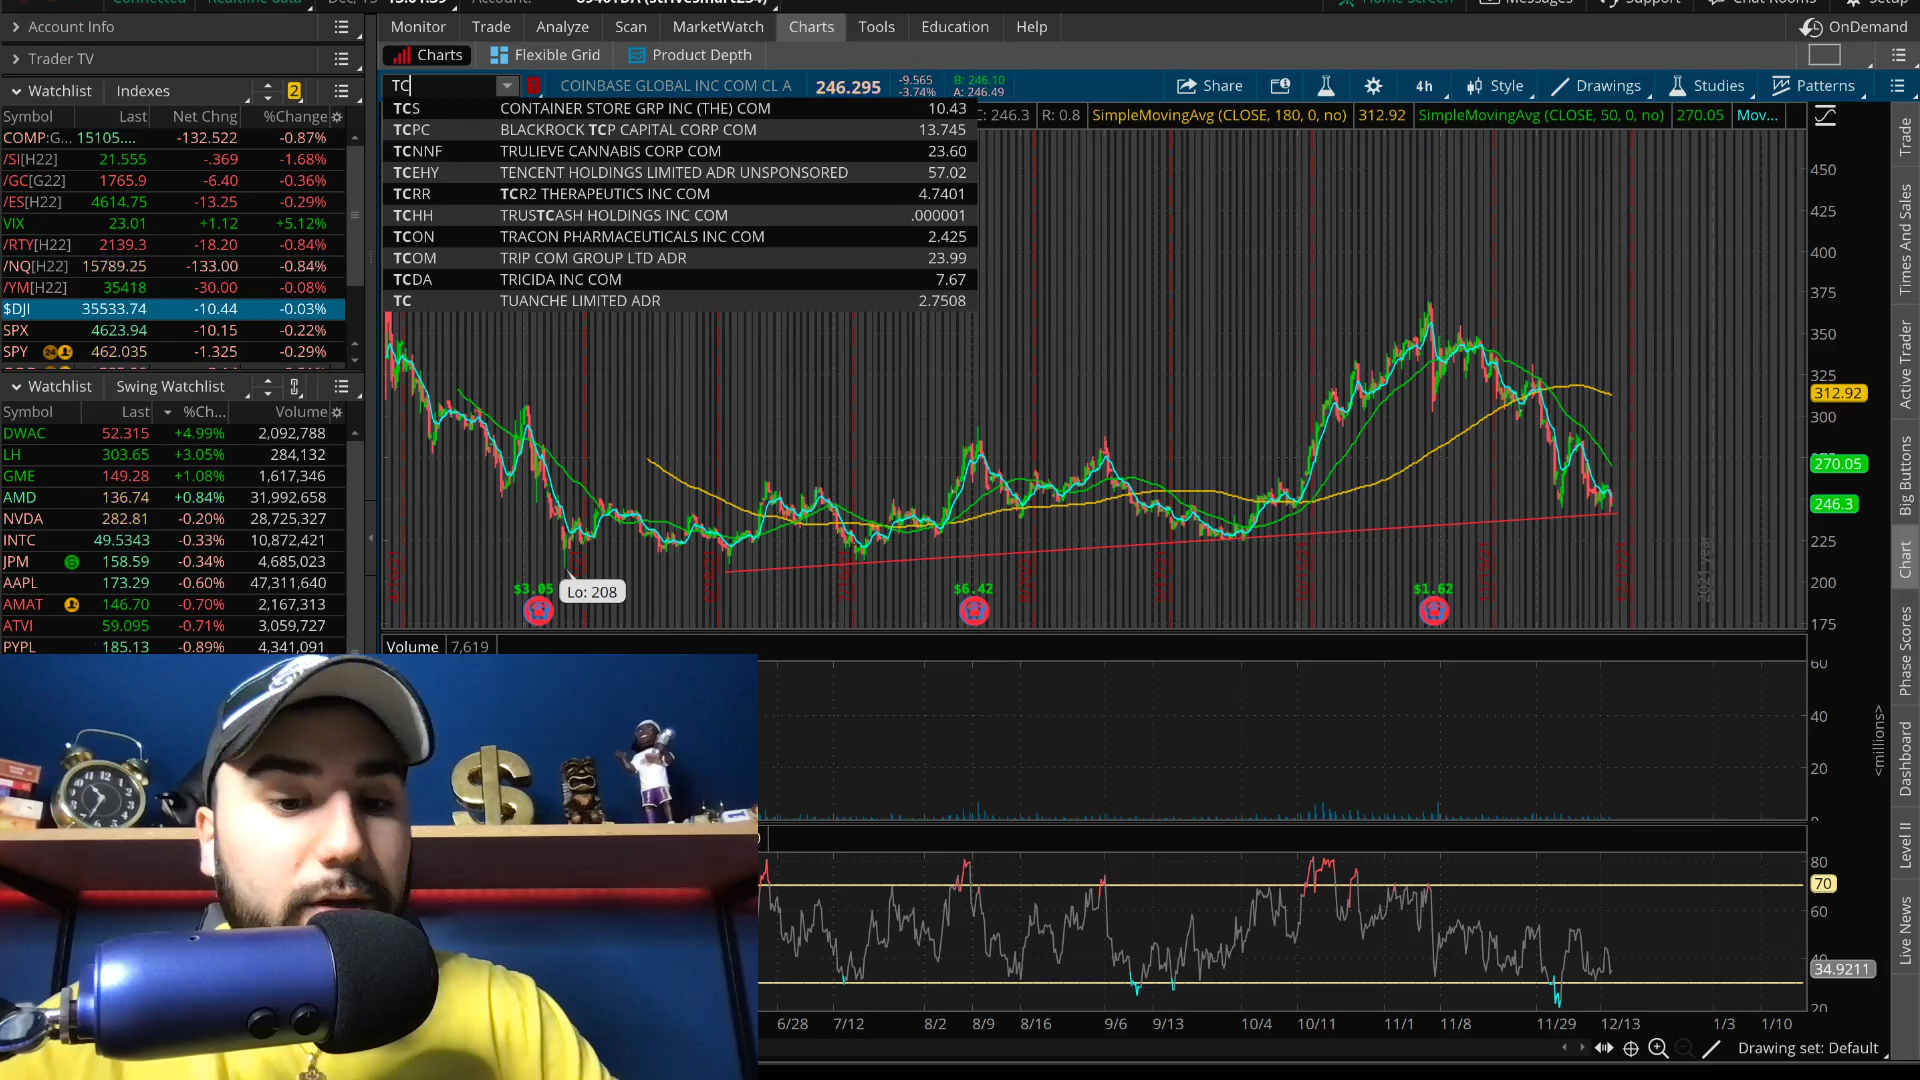 Account Info
Trader TV
Watchlist Indexes 2
Symbol Last Net Chng %Change
COMP:G... 15105.... -132.522 -0.87%
/SI[H22] 21.555 -.369 -1.68%
/GC[G22] 1765.9 -6.40 -0.36%
/ES[H22] 4614.75 -13.25 -0.29%
VIX 23.01 +1.12 +5.12%
/RTY[H22] 2139.3 -18.20 -0.84%
/NQ[H22] 15789.25 -133.00 -0.84%
/YM[H22] 35418 -30.00 -0.08%
$DJI 35533.74 -10.44 -0.03%
SPX 4623.94 -10.15 -0.22%
SPY 462.035 -1.325 -0.29%
Watchlist Swing Watchlist
Symbol Last %Ch... Volume
DWAC 52.315 +4.99% 2,092,788
LH 303.65 +3.05% 284,132
GME 149.28 +1.08% 1,617,346
AMD 136.74 +0.84% 31,992,658
NVDA 282.81 -0.20% 28,725,327
INTC 49.5343 -0.33% 10,872,421
JPM 158.59 -0.34% 4,685,023
AAPL 173.29 -0.60% 47,311,640
AMAT 146.70 -0.70% 2,167,313
ATVI 59.095 -0.71% 3,059,727
PYPL 185.13 -0.89% 4,341,091
Monitor Trade Analyze Scan MarketWatch Charts Tools Education Help
OnDemand
Charts Flexible Grid Product Depth
TC COINBASE GLOBAL INC COM CL A 246.295 -9.565 -3.74% B: 246.10 A: 246.49
Share 4h Style Drawings Studies Patterns
TCS CONTAINER STORE GRP INC (THE) COM 10.43
TCPC BLACKROCK TCP CAPITAL CORP COM 13.745
TCNNF TRULIEVE CANNABIS CORP COM 23.60
TCEHY TENCENT HOLDINGS LIMITED ADR UNSPONSORED 57.02
TCRR TCR2 THERAPEUTICS INC COM 4.7401
TCHH TRUSTCASH HOLDINGS INC COM .000001
TCON TRACON PHARMACEUTICALS INC COM 2.425
TCOM TRIP COM GROUP LTD ADR 23.99
TCDA TRICIDA INC COM 7.67
TC TUANCHE LIMITED ADR 2.7508
C: 246.3 R: 0.8 SimpleMovingAvg (CLOSE, 180, 0, no) 312.92 SimpleMovingAvg (CLOSE, 50, 0, no) 270.05 Mov...
450
425
400
375
350
325
312.92
300
270.05
246.3
225
200
175
$3.05 Lo: 208 $6.42 $1.62
2021 year
Volume 7,619
60
40
20
<millions>
80
70
60
34.9211
20
6/28 7/12 8/2 8/9 8/16 9/6 9/13 10/4 10/11 11/1 11/8 11/29 12/13 1/3 1/10
Drawing set: Default
Trade
Times And Sales
Active Trader
Big Buttons
Chart
Phase Scores
Dashboard
Level II
Live News
$